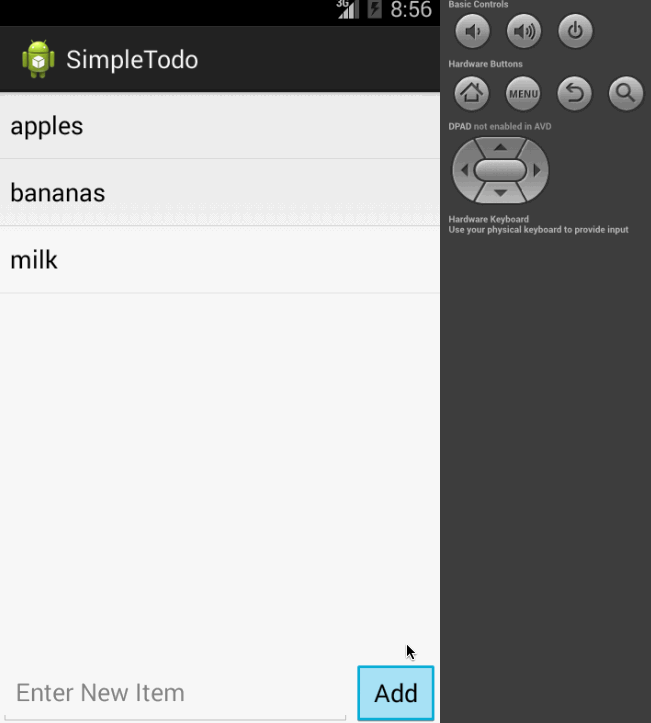 3G 8:56
SimpleTodo
apples
bananas
milk
Enter New Item
Add
Basic Controls
Hardware Buttons
MENU
DPAD not enabled in AVD
Hardware Keyboard
Use your physical keyboard to provide input